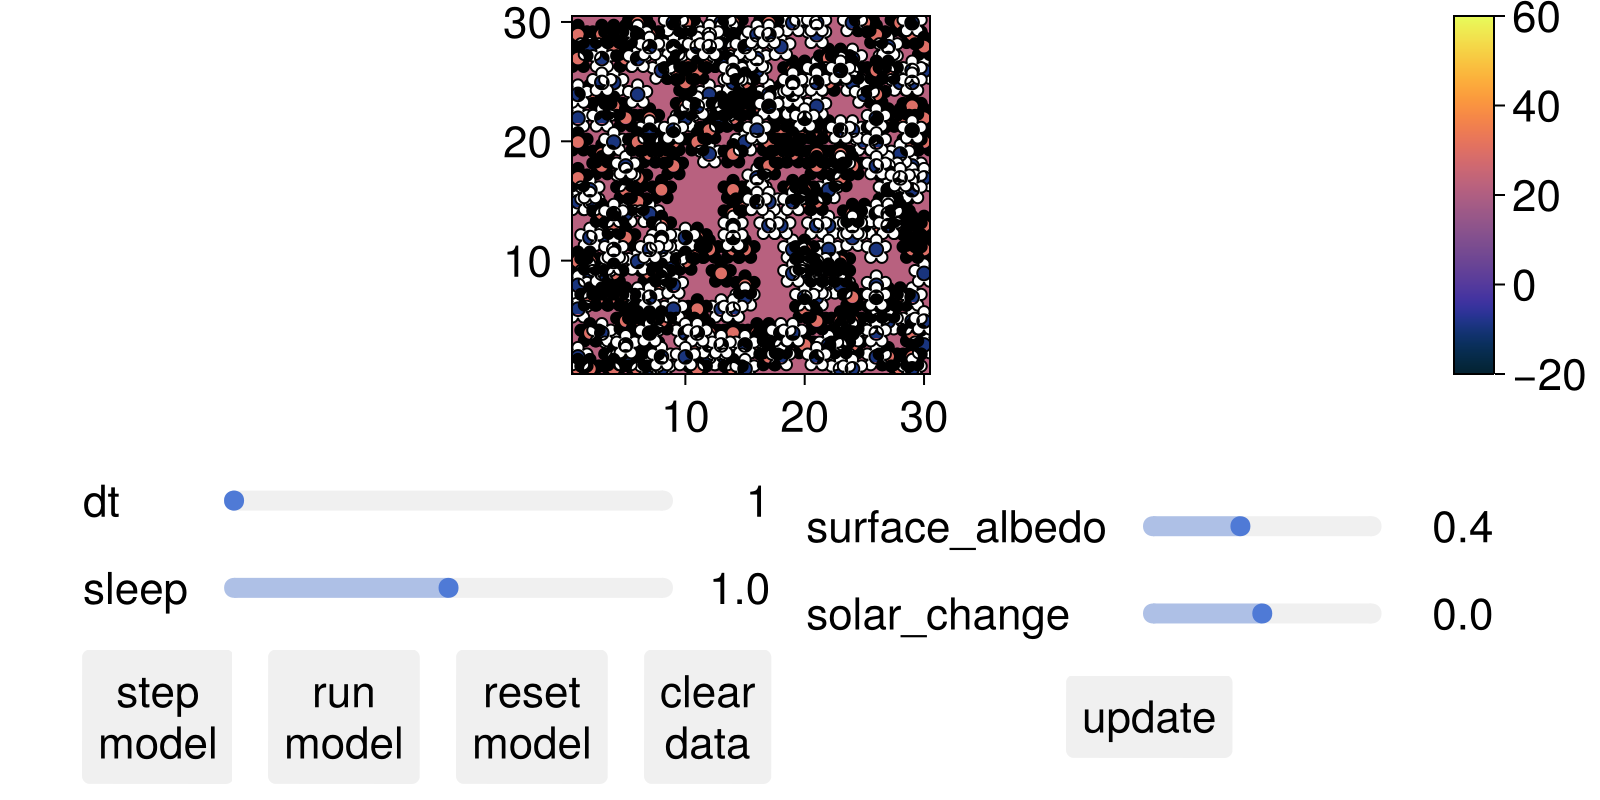 30
20
10
10 20 30
60
40
20
0
−20
dt 1
sleep 1.0
surface_albedo 0.4
solar_change 0.0
step
model
run
model
reset
model
clear
data
update